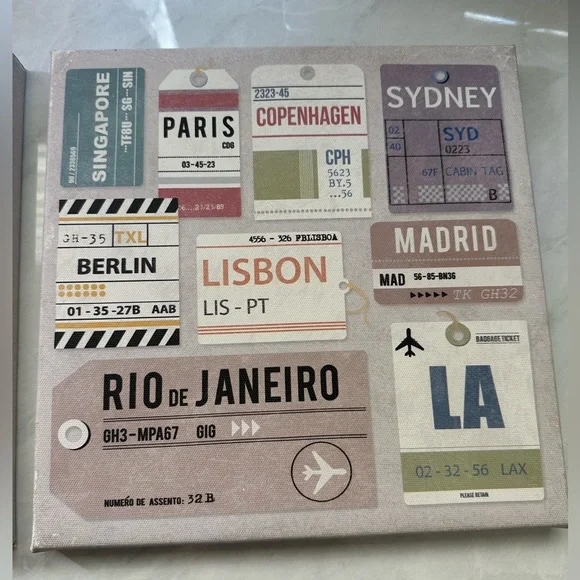 SINGAPORE
-TF8U-- SG--SIN
PARIS
CDG
03-45-23
2323-45
COPENHAGEN
CPH
5623
BY.5
...56
SYDNEY
02
40
SYD
0223
67F
CABIN TAG
B
GH-35 TXL
BERLIN
01-35-27B AAB
4556 - 326 PBLISBOA
LISBON
LIS - PT
MADRID
MAD 56-85-BN36
TK GH32
RIO DE JANEIRO
GH3-MPA67 GIG
NUMERO DE ASSENTO: 32B
BAGGAGE TICKET
LA
02-32-56 LAX
PLEASE RETAIN